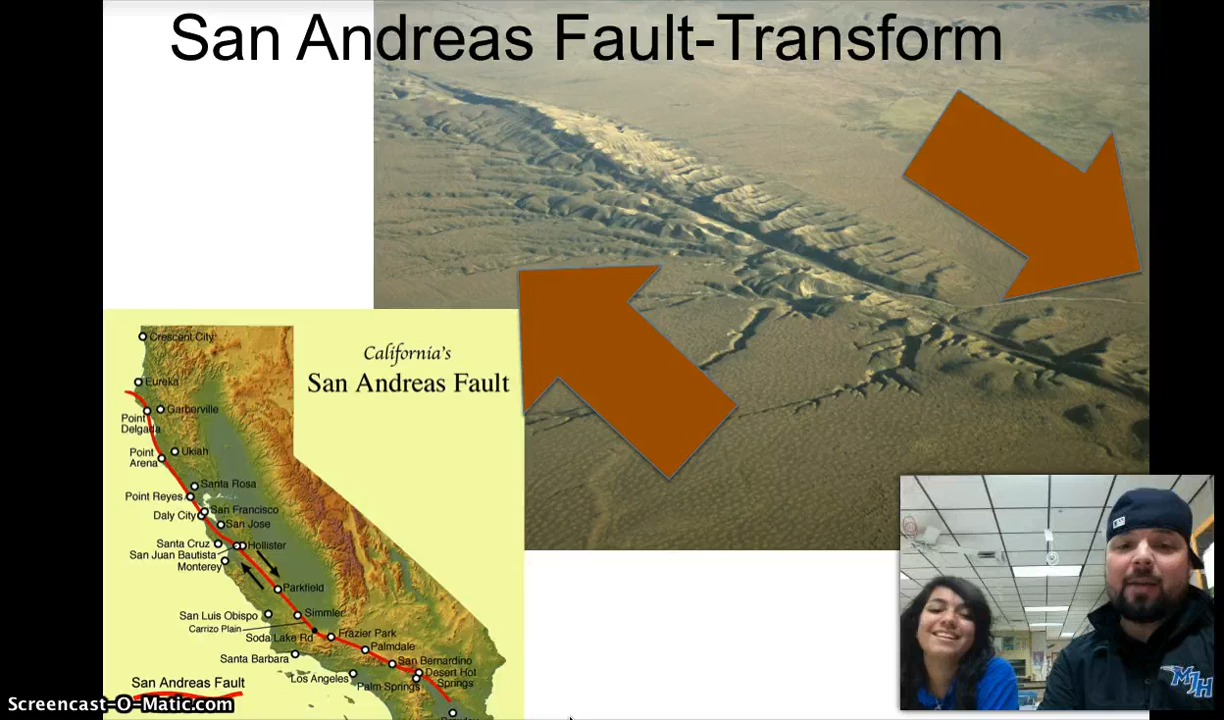 San Andreas Fault-Transform
California's
San Andreas Fault
Crescent City
Eureka
Garberville
Point
Delgada
Point
Arena
Ukiah
Santa Rosa
Point Reyes
San Francisco
Daly City
San Jose
Santa Cruz
Hollister
San Juan Bautista
Monterey
Parkfield
San Luis Obispo
Simmler
Carrizo Plain
Soda Lake Rd
Frazier Park
Palmdale
Santa Barbara
San Bernardino
Los Angeles
Desert Hot
Springs
Palm Springs
San Andreas Fault
Screencast-O-Matic.com
MJH